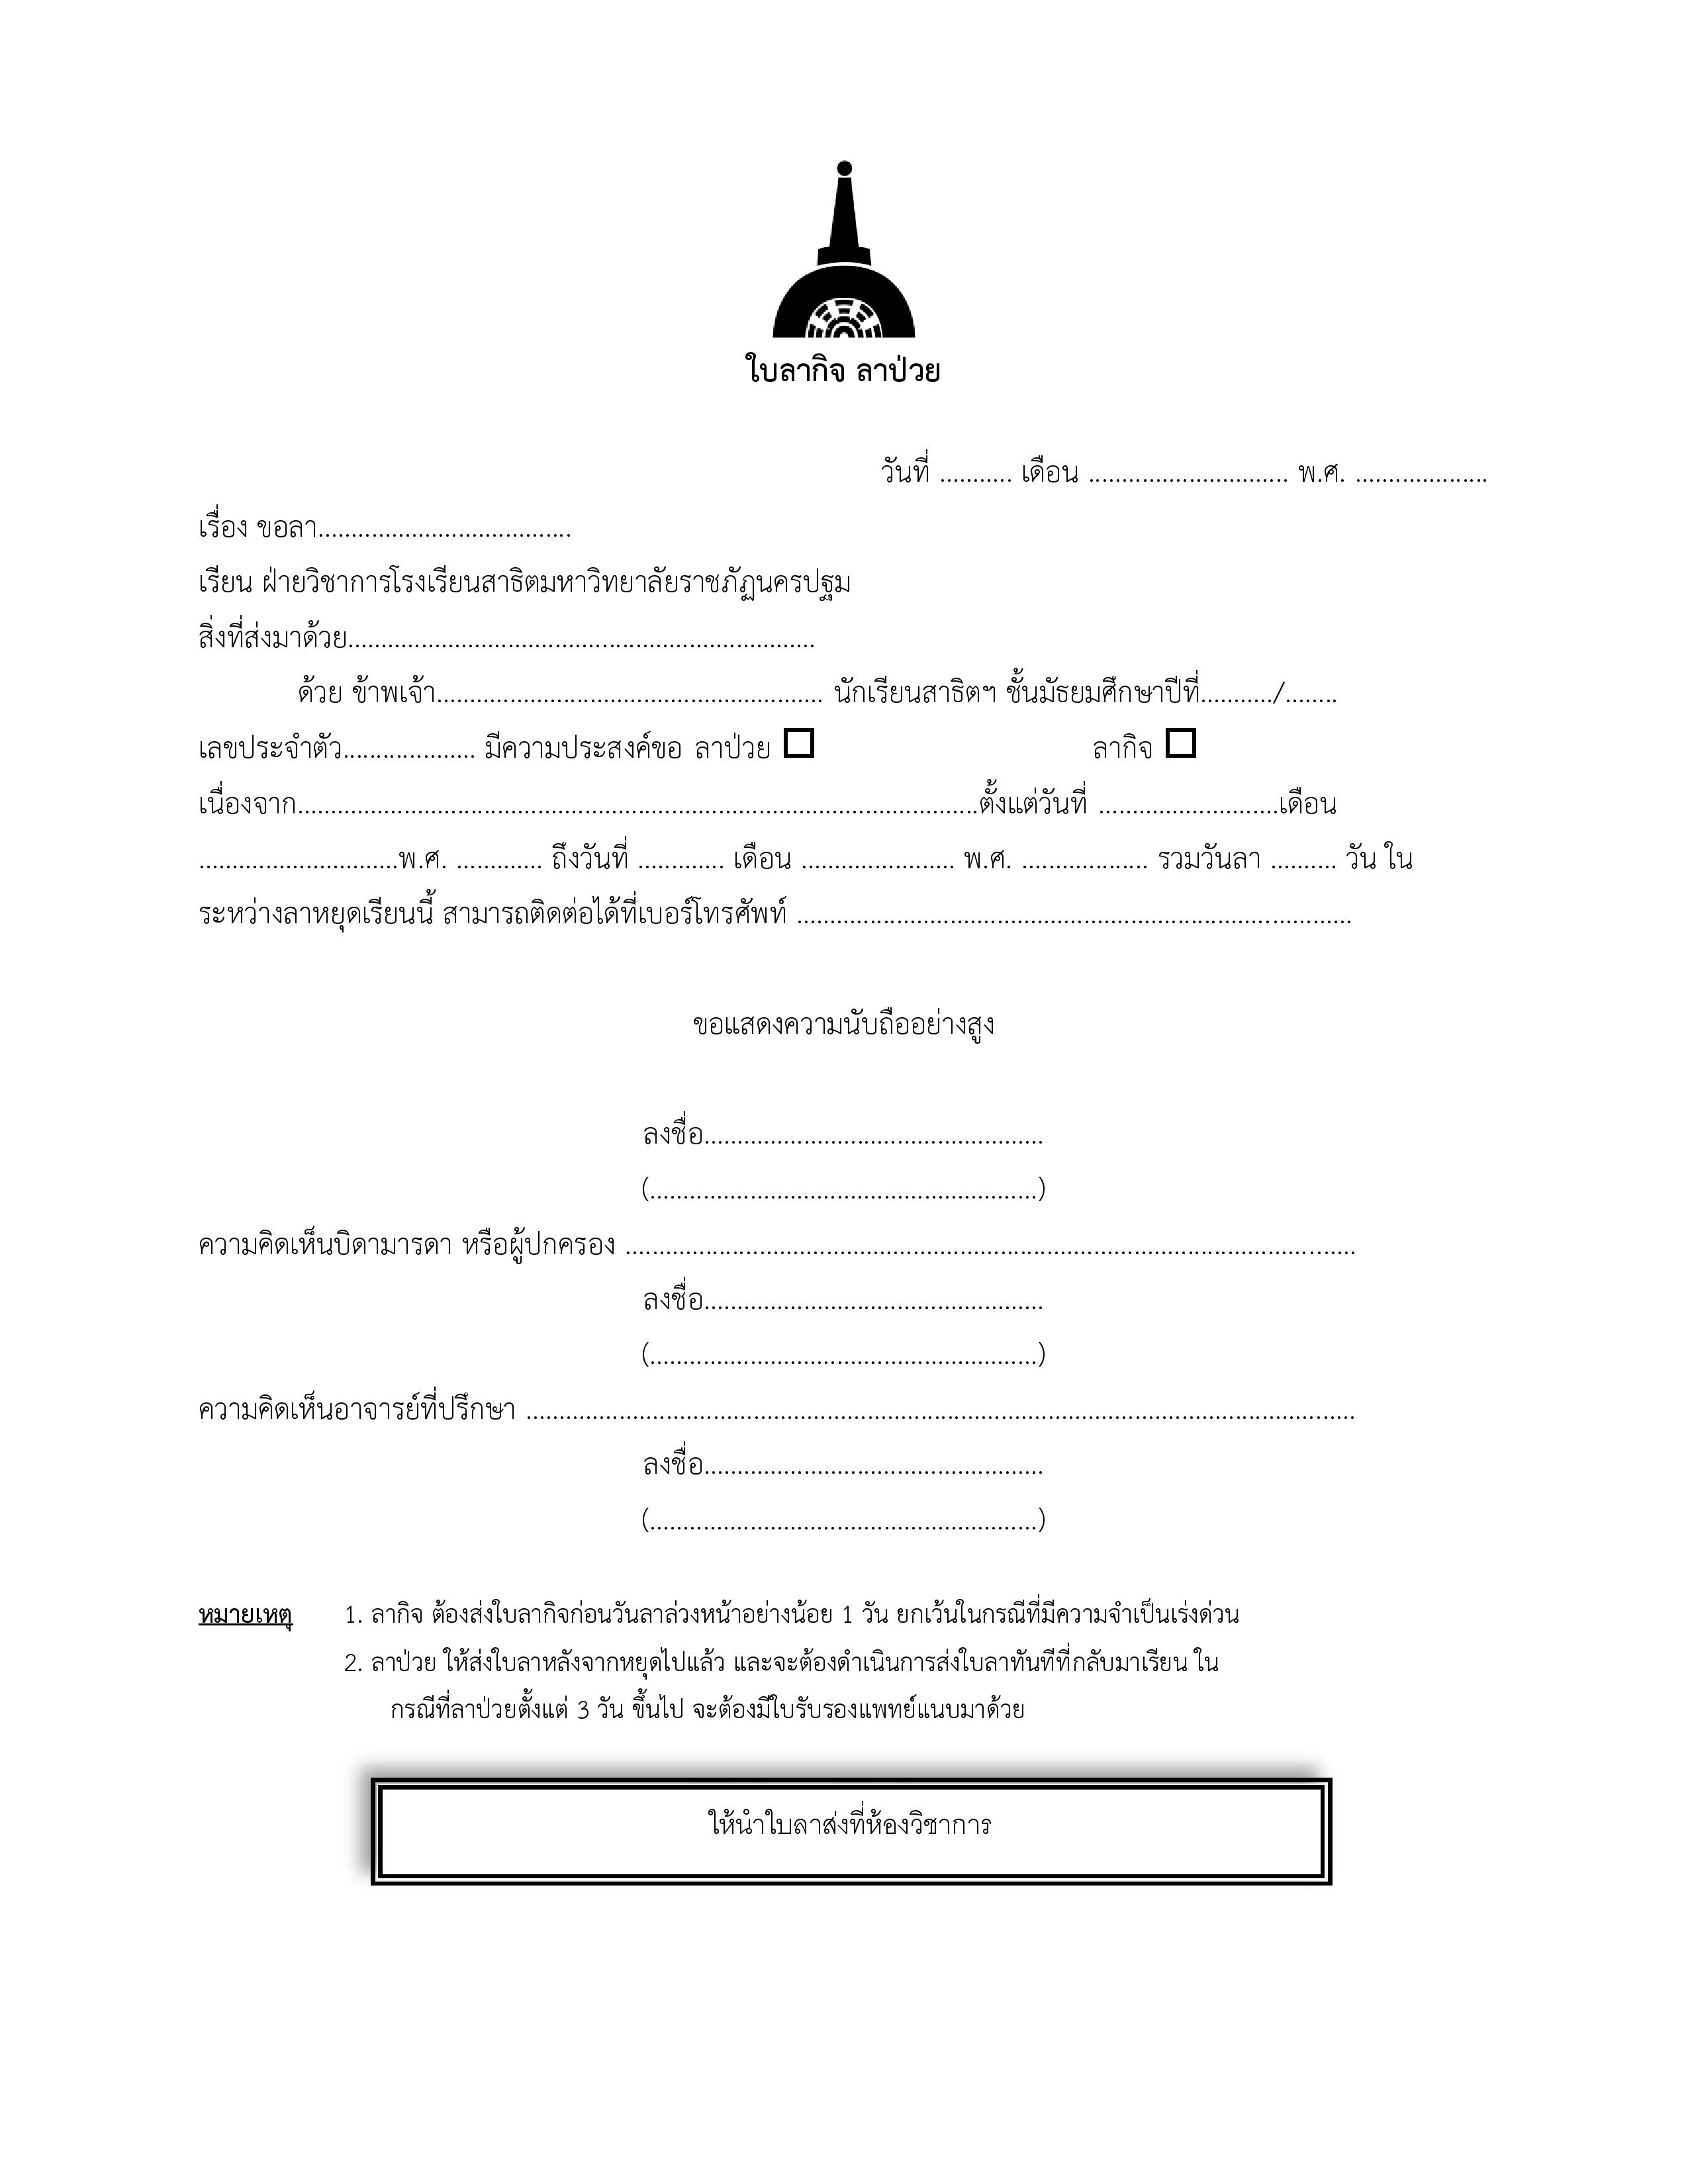 ใบลากิจ ลาป่วย
วันที่ ........... เดือน .............................. พ.ศ. ....................
เรื่อง ขอลา......................................
เรียน ฝ่ายวิชาการโรงเรียนสาธิตมหาวิทยาลัยราชภัฏนครปฐม
สิ่งที่ส่งมาด้วย......................................................................
ด้วย ข้าพเจ้า.......................................................... นักเรียนสาธิตฯ ชั้นมัธยมศึกษาปีที่.........../........
เลขประจำตัว.................... มีความประสงค์ขอ ลาป่วย ☐ ลากิจ ☐
เนื่องจาก......................................................................................................ตั้งแต่วันที่ ...........................เดือน
..............................พ.ศ. ............. ถึงวันที่ ............. เดือน ....................... พ.ศ. ................... รวมวันลา .......... วัน ใน
ระหว่างลาหยุดเรียนนี้ สามารถติดต่อได้ที่เบอร์โทรศัพท์ ...................................................................................
ขอแสดงความนับถืออย่างสูง
ลงชื่อ...................................................
(..........................................................)
ความคิดเห็นบิดามารดา หรือผู้ปกครอง .............................................................................................................
ลงชื่อ...................................................
(..........................................................)
ความคิดเห็นอาจารย์ที่ปรึกษา ............................................................................................................................
ลงชื่อ...................................................
(..........................................................)
หมายเหตุ 1. ลากิจ ต้องส่งใบลากิจก่อนวันลาล่วงหน้าอย่างน้อย 1 วัน ยกเว้นในกรณีที่มีความจำเป็นเร่งด่วน
2. ลาป่วย ให้ส่งใบลาหลังจากหยุดไปแล้ว และจะต้องดำเนินการส่งใบลาทันทีที่กลับมาเรียน ใน
กรณีที่ลาป่วยตั้งแต่ 3 วัน ขึ้นไป จะต้องมีใบรับรองแพทย์แนบมาด้วย
ให้นำใบลาส่งที่ห้องวิชาการ